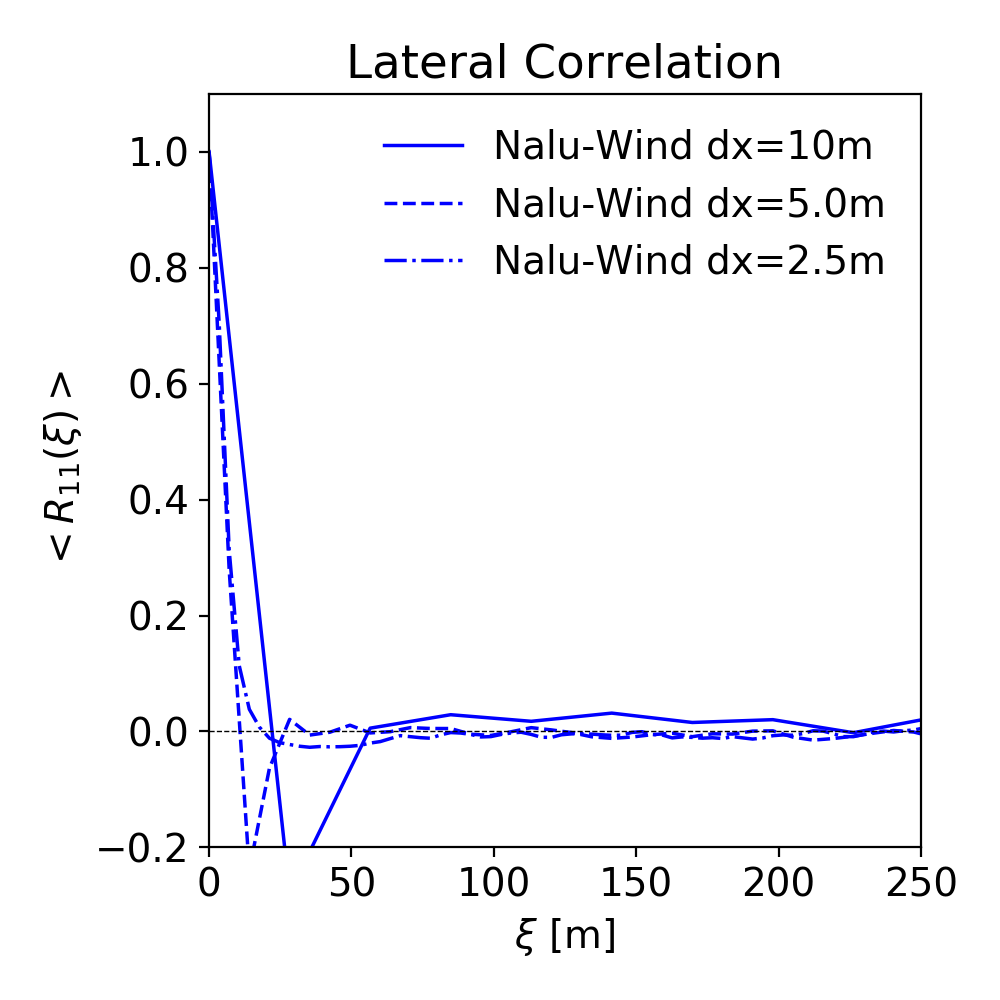 Lateral Correlation
Nalu-Wind dx=10m
Nalu-Wind dx=5.0m
Nalu-Wind dx=2.5m
1.0
0.8
0.6
0.4
0.2
0.0
−0.2
0 50 100 150 200 250
< R₁₁(ξ) >
ξ [m]